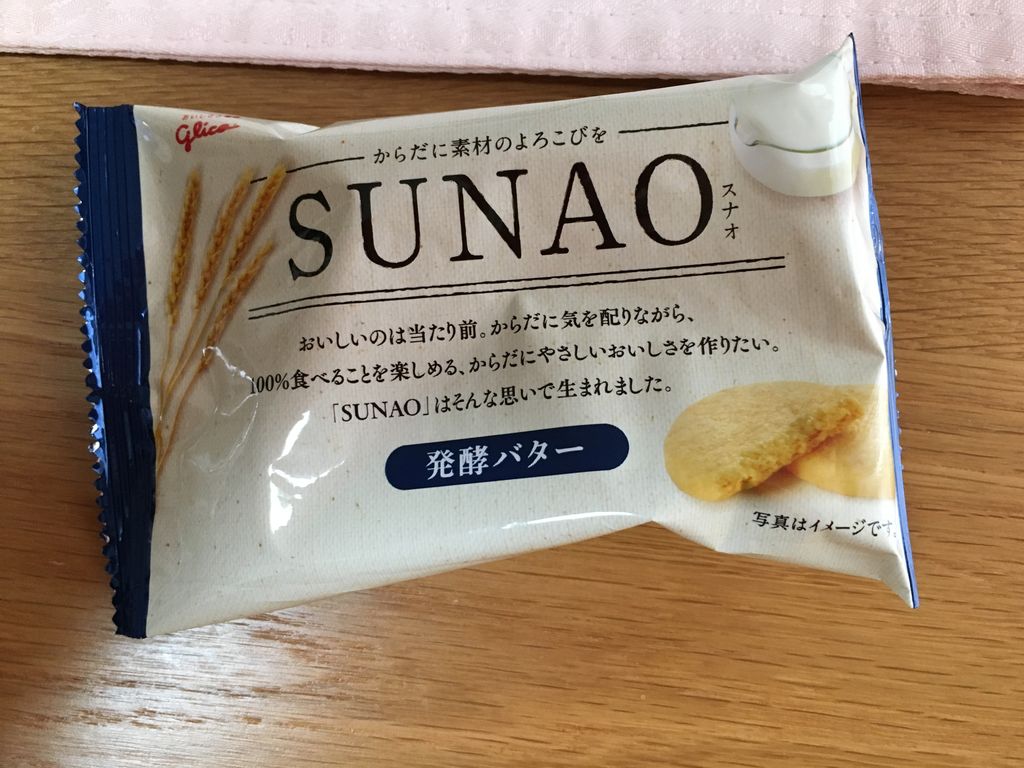 Glico
からだに素材のよろこびを
SUNAO
スナオ
おいしいのは当たり前。からだに気を配りながら、
100%食べることを楽しめる、からだにやさしいおいしさを作りたい。
「SUNAO」はそんな思いで生まれました。
発酵バター
写真はイメージです。